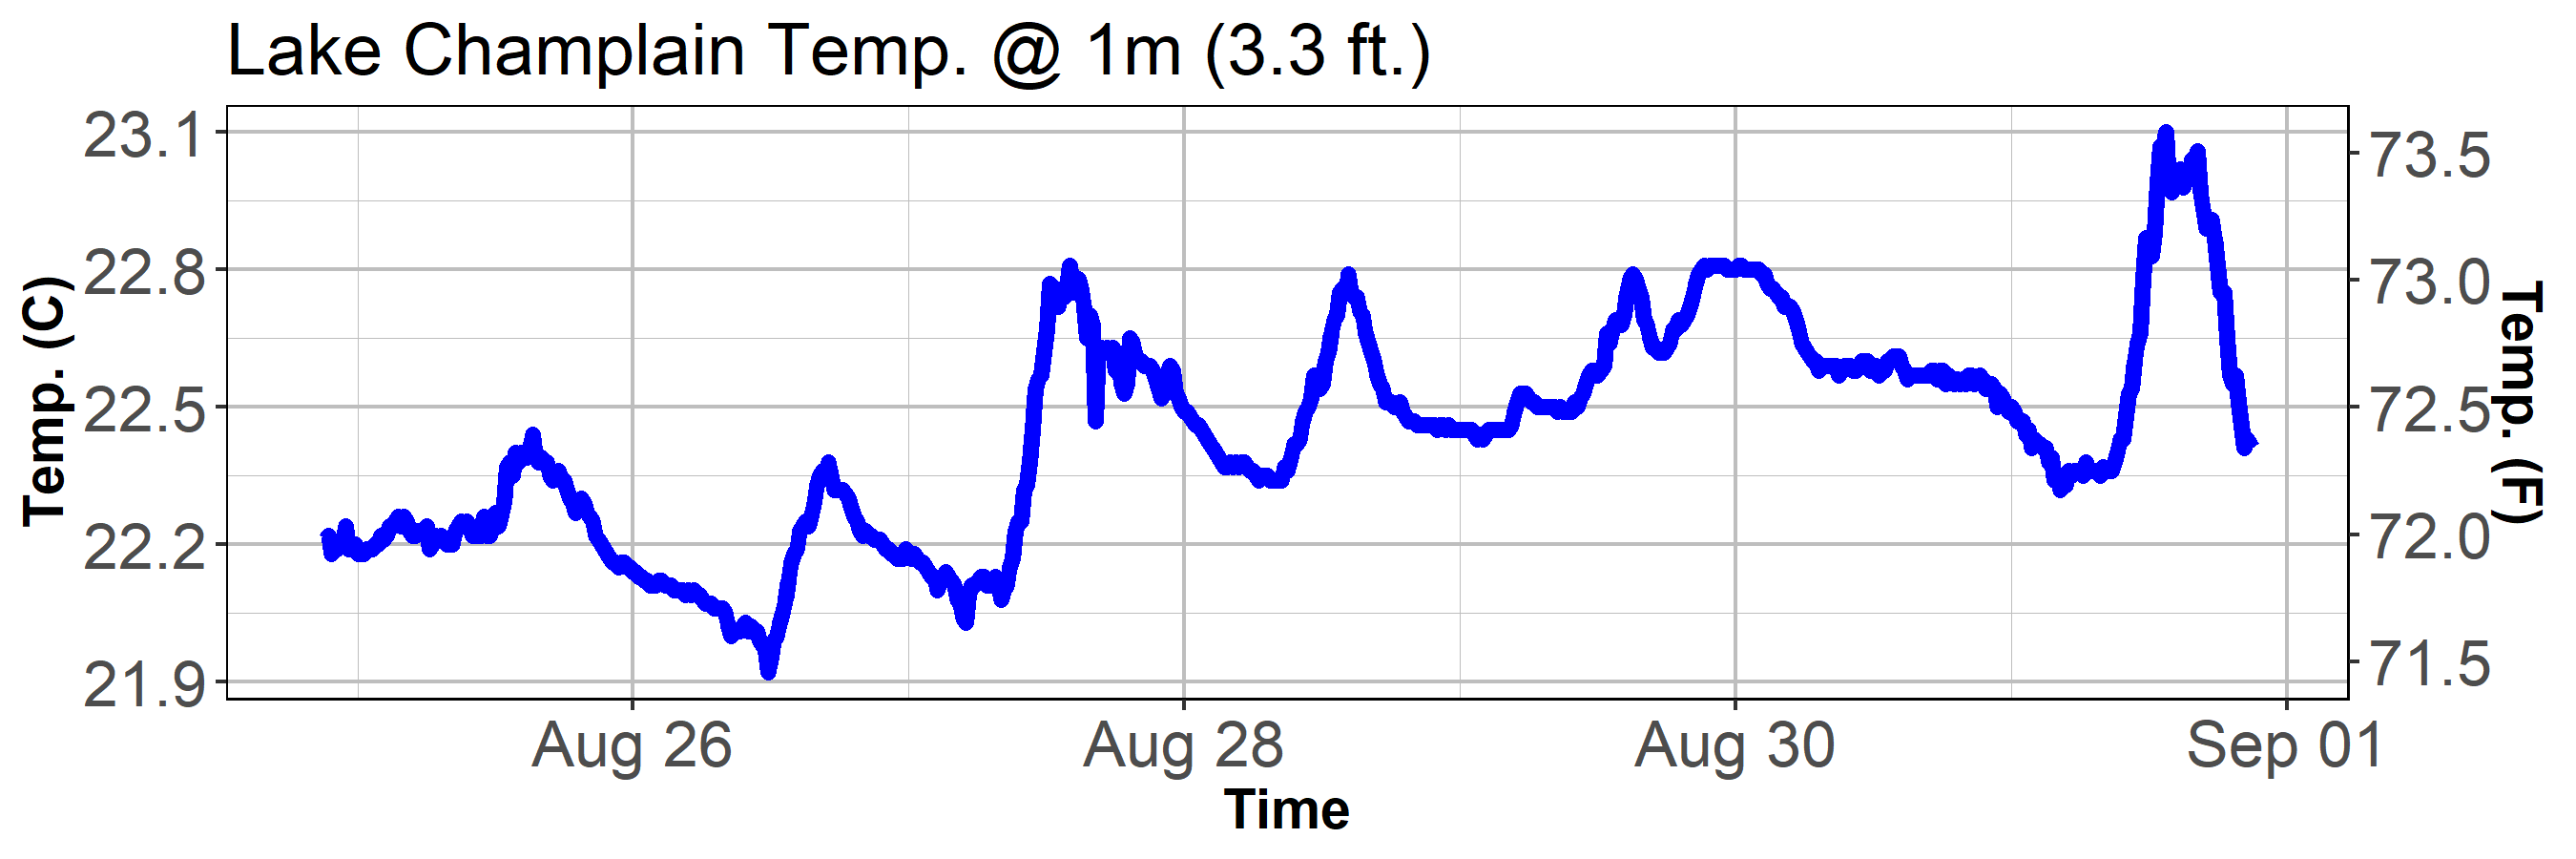 Lake Champlain Temp. @ 1m (3.3 ft.)
23.1
22.8
22.5
22.2
21.9
Temp. (C)
73.5
73.0
72.5
72.0
71.5
Temp. (F)
Aug 26
Aug 28
Aug 30
Sep 01
Time